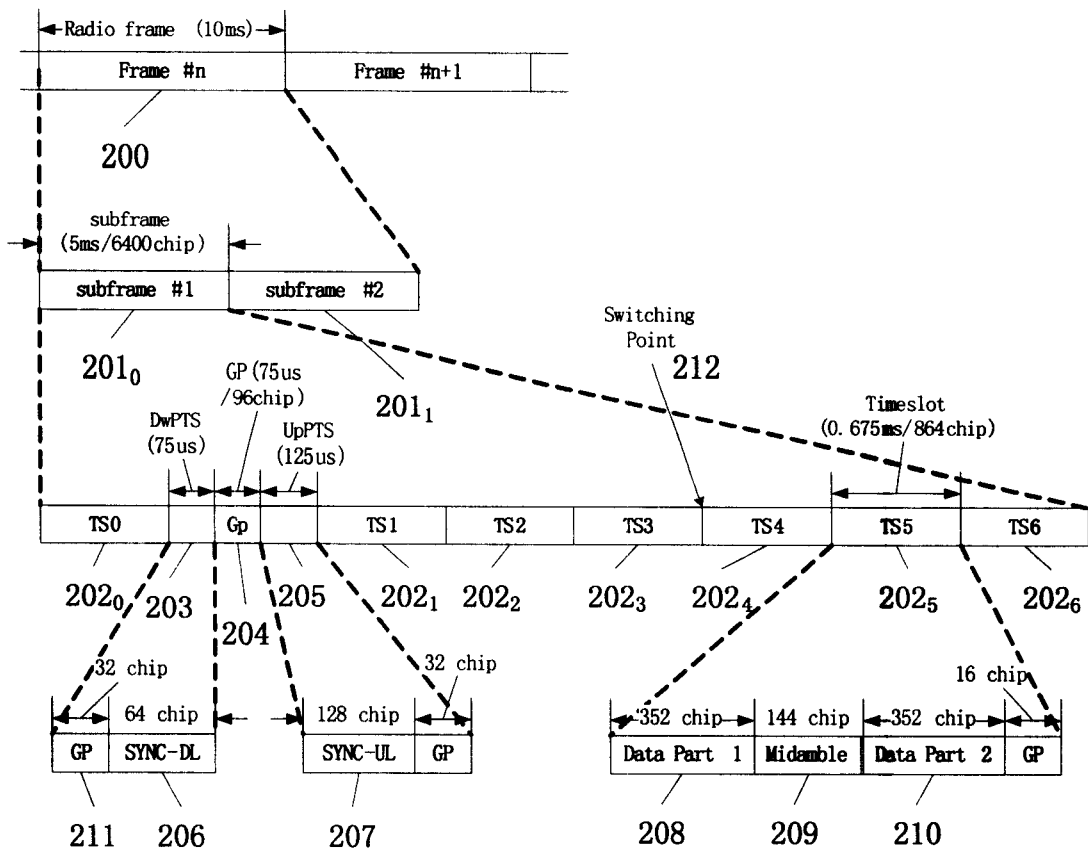 Radio frame (10ms)
Frame #n
Frame #n+1
200
subframe
(5ms/6400chip)
subframe #1
subframe #2
201₀
201₁
Switching
Point
212
GP(75us
/96chip)
DwPTS
(75us)
UpPTS
(125us)
Timeslot
(0.675ms/864chip)
TS0
Gp
TS1
TS2
TS3
TS4
TS5
TS6
202₀
203
204
205
202₁
202₂
202₃
202₄
202₅
202₆
32 chip
32 chip
16 chip
64 chip
128 chip
352 chip
144 chip
352 chip
GP
SYNC-DL
SYNC-UL
GP
Data Part 1
Midamble
Data Part 2
GP
211
206
207
208
209
210